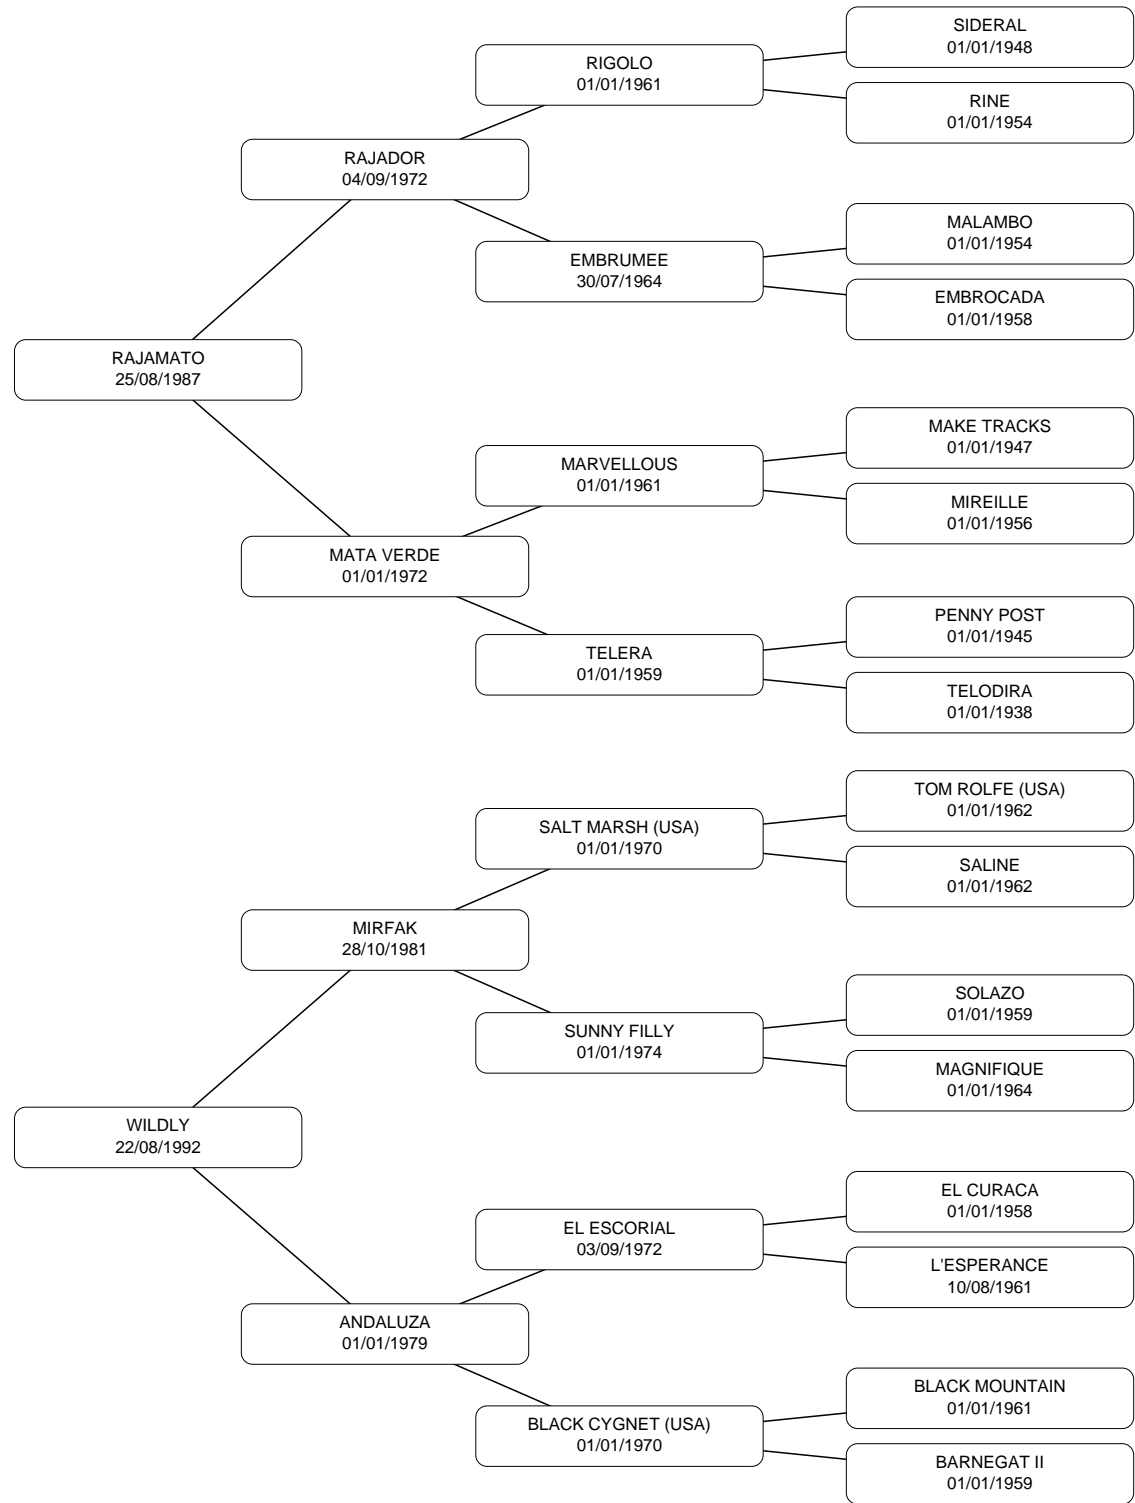 SIDERAL
01/01/1948
RIGOLO
01/01/1961
RINE
01/01/1954
RAJADOR
04/09/1972
MALAMBO
01/01/1954
EMBRUMEE
30/07/1964
EMBROCADA
01/01/1958
RAJAMATO
25/08/1987
MAKE TRACKS
01/01/1947
MARVELLOUS
01/01/1961
MIREILLE
01/01/1956
MATA VERDE
01/01/1972
PENNY POST
01/01/1945
TELERA
01/01/1959
TELODIRA
01/01/1938
TOM ROLFE (USA)
01/01/1962
SALT MARSH (USA)
01/01/1970
SALINE
01/01/1962
MIRFAK
28/10/1981
SOLAZO
01/01/1959
SUNNY FILLY
01/01/1974
MAGNIFIQUE
01/01/1964
WILDLY
22/08/1992
EL CURACA
01/01/1958
EL ESCORIAL
03/09/1972
L'ESPERANCE
10/08/1961
ANDALUZA
01/01/1979
BLACK MOUNTAIN
01/01/1961
BLACK CYGNET (USA)
01/01/1970
BARNEGAT II
01/01/1959